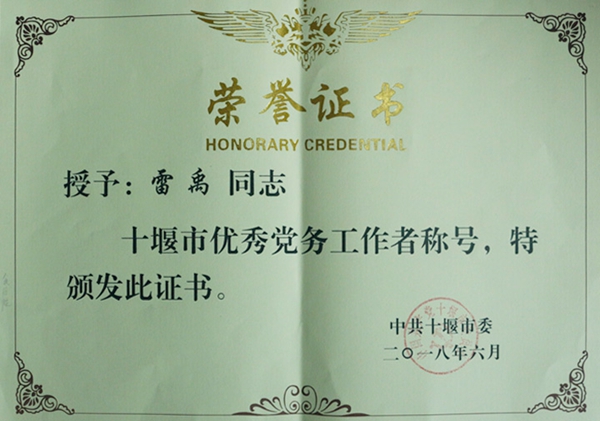 荣誉证书
HONORARY CREDENTIAL
授予：雷禹 同志
十堰市优秀党务工作者称号，特
颁发此证书。
中共十堰市委
二〇一八年六月